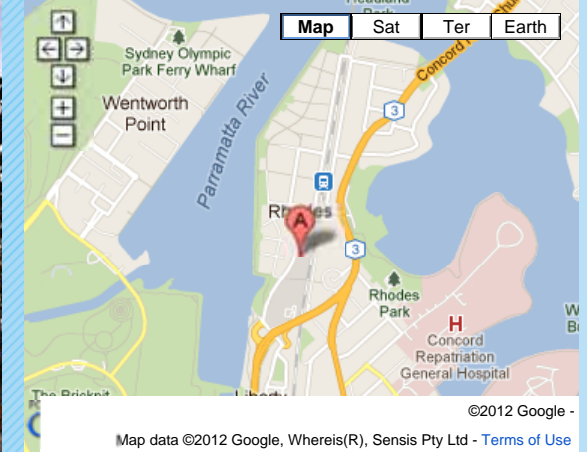 Headland
Park
Map Sat Ter Earth
Sydney Olympic
Park Ferry Wharf
Concord
Wentworth
Point
3
Parramatta River
Rhodes
A
3
Rhodes
Park
H
Concord
Repatriation
General Hospital
W
The Brickpit
Liberty
©2012 Google -
Map data ©2012 Google, Whereis(R), Sensis Pty Ltd - Terms of Use